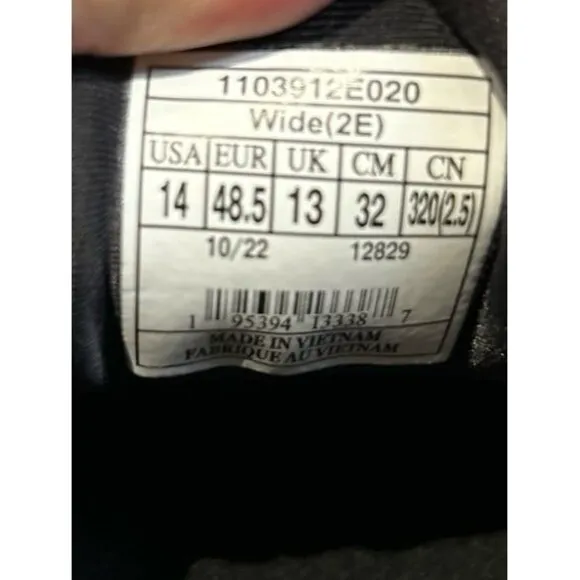 1103912E020
Wide(2E)
USA EUR UK CM CN
14 48.5 13 32 320(2.5)
10/22 12829
1 95394 13338 7
MADE IN VIETNAM
FABRIQUE AU VIETNAM